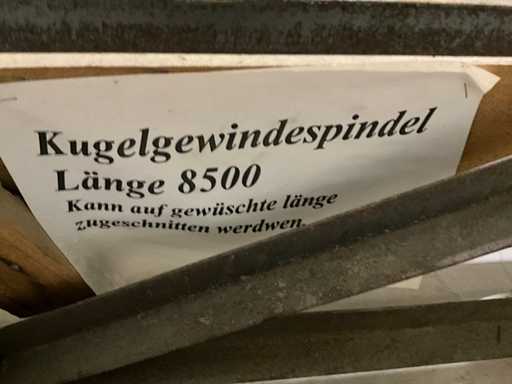 Kugelgewindespindel
Länge 8500
Kann auf gewüschte länge
zugeschnitten werdwen.